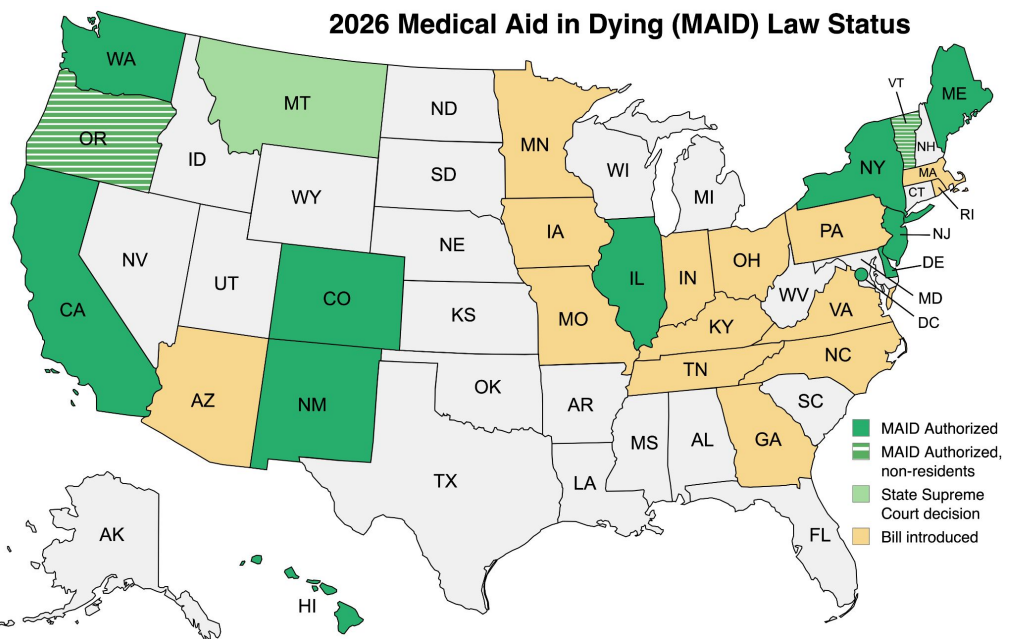 2026 Medical Aid in Dying (MAID) Law Status
WA
MT
ND
MN
VT
ME
OR
ID
SD
WI
MI
NY
NH
MA
CT
RI
WY
IA
PA
NJ
NE
OH
DE
NV
UT
CO
IL
IN
WV
MD
CA
KS
MO
KY
VA
DC
TN
NC
AZ
NM
OK
AR
SC
MS
AL
GA
TX
LA
FL
AK
HI
MAID Authorized
MAID Authorized,
non-residents
State Supreme
Court decision
Bill introduced